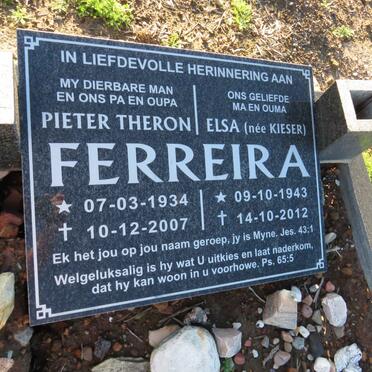 IN LIEFDEVOLLE HERINNERING AAN
MY DIERBARE MAN
EN ONS PA EN OUPA
PIETER THERON
ONS GELIEFDE
MA EN OUMA
ELSA (née KIESER)
FERREIRA
★ 07-03-1934
✝ 10-12-2007
★ 09-10-1943
✝ 14-10-2012
Ek het jou op jou naam geroep, jy is Myne. Jes. 43:1
Welgeluksalig is hy wat U uitkies en laat naderkom,
dat hy kan woon in u voorhowe. Ps. 65:5